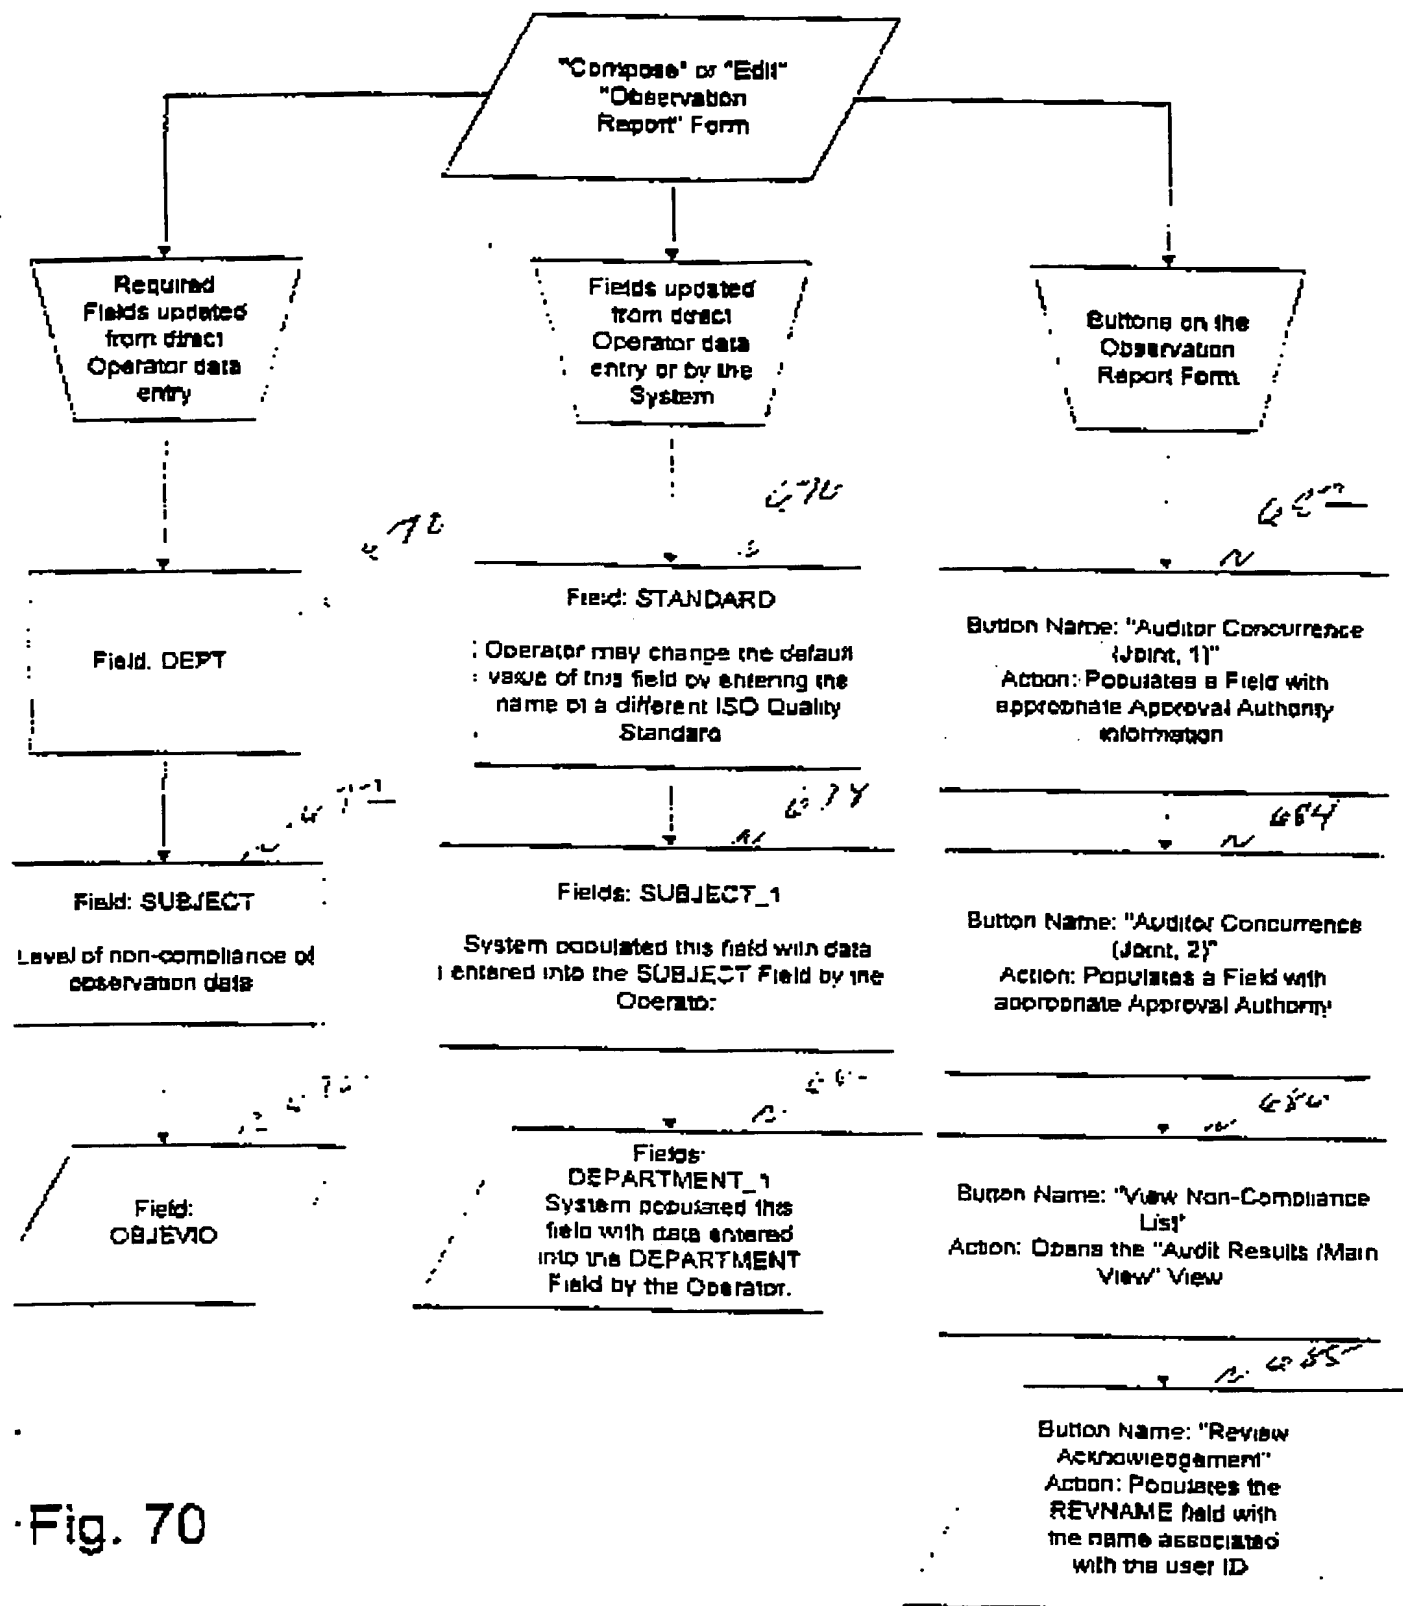 "Compose" or "Edit"
"Observation
Report" Form
Required
Fields updated
from direct
Operator data
entry
Fields updated
from direct
Operator data
entry or by the
System
Buttons on the
Observation
Report Form
Field. DEPT
Field: SUBJECT
Level of non-compliance of
observation data
Field:
OBJEVIO
Field: STANDARD
Operator may change the default
value of this field by entering the
name of a different ISO Quality
Standard
674
Fields: SUBJECT_1
System populated this field with data
entered into the SUBJECT Field by the
Operator.
Fields:
DEPARTMENT_1
System populated this
field with data entered
into the DEPARTMENT
Field by the Operator.
Button Name: "Auditor Concurrence
(Joint, 1)"
Action: Populates a Field with
appropriate Approval Authority
information
684
Button Name: "Auditor Concurrence
(Joint, 2)"
Action: Populates a Field with
appropriate Approval Authority
686
Button Name: "View Non-Compliance
List"
Action: Opens the "Audit Results (Main
View" View
685
Button Name: "Review
Acknowledgement"
Action: Populates the
REVNAME field with
the name associated
with the user ID
Fig. 70